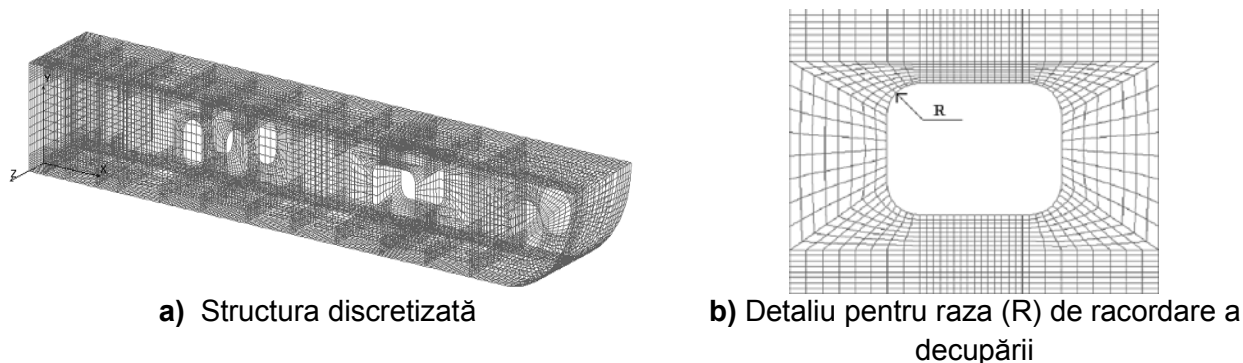 Y
Z
X
R
a) Structura discretizată
b) Detaliu pentru raza (R) de racordare a
decupării